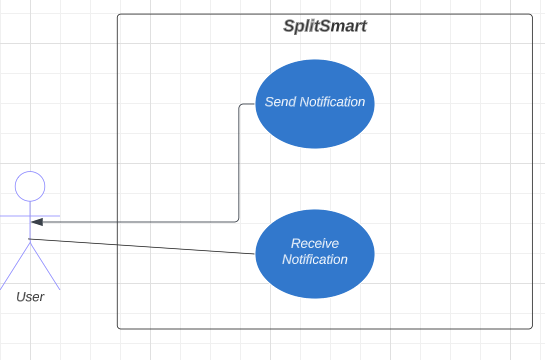 SplitSmart
Send Notification
Receive
Notification
User